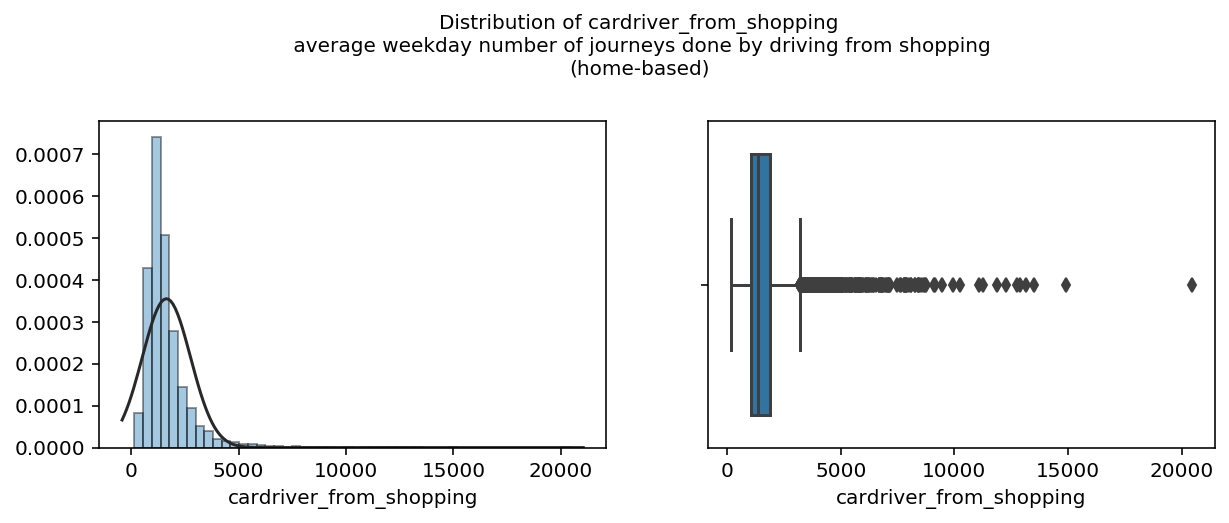 Distribution of cardriver_from_shopping
average weekday number of journeys done by driving from shopping
(home-based)
0.0007
0.0006
0.0005
0.0004
0.0003
0.0002
0.0001
0.0000
0 5000 10000 15000 20000
cardriver_from_shopping
0 5000 10000 15000 20000
cardriver_from_shopping